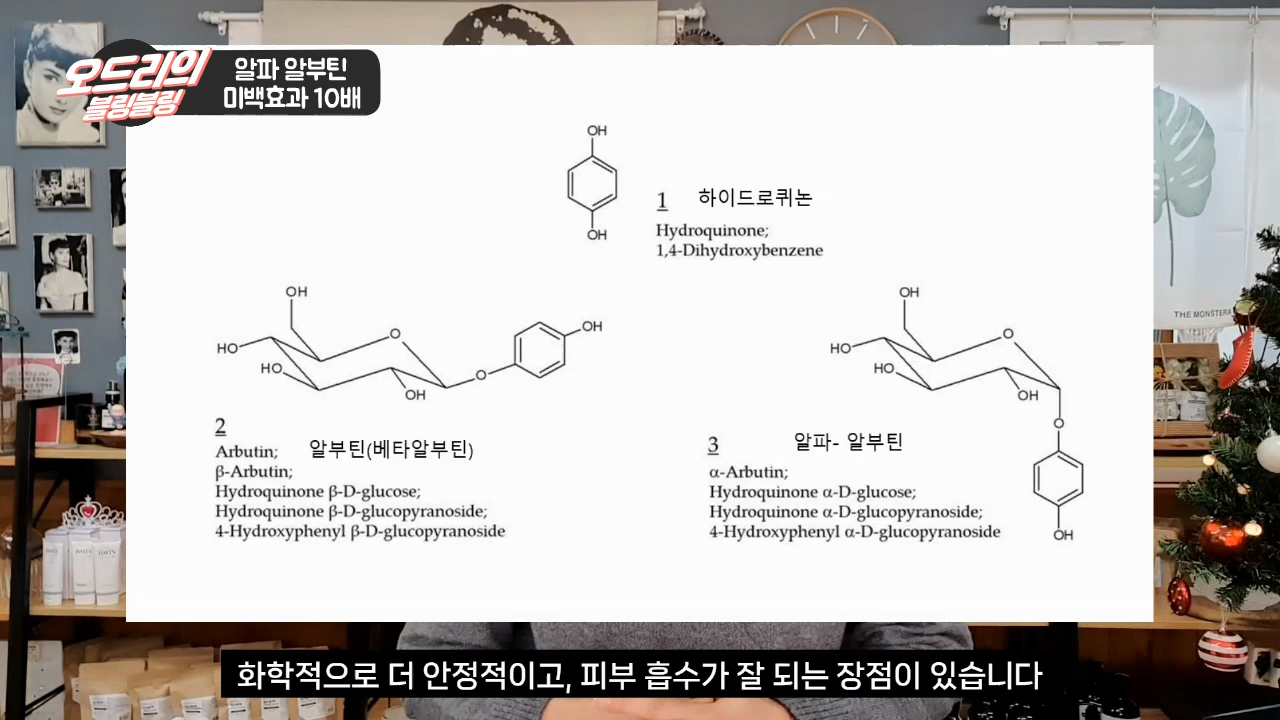 오드리의
블링블링
알파 알부틴
미백효과 10배
OH
OH
1 하이드로퀴논
Hydroquinone;
1,4-Dihydroxybenzene
OH
HO
HO
O
OH
O
OH
2
Arbutin; 알부틴(베타알부틴)
β-Arbutin;
Hydroquinone β-D-glucose;
Hydroquinone β-D-glucopyranoside;
4-Hydroxyphenyl β-D-glucopyranoside
OH
HO
HO
O
OH
O
OH
3 알파- 알부틴
α-Arbutin;
Hydroquinone α-D-glucose;
Hydroquinone α-D-glucopyranoside;
4-Hydroxyphenyl α-D-glucopyranoside
THE MONSTERA
화학적으로 더 안정적이고, 피부 흡수가 잘 되는 장점이 있습니다